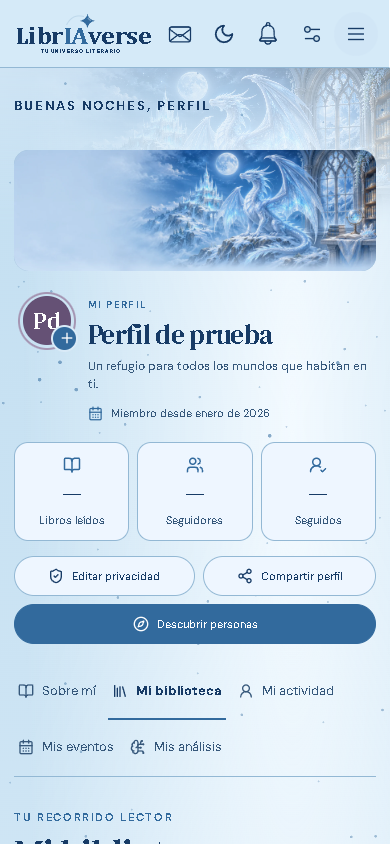 LibrIAverse
TU UNIVERSO LITERARIO
BUENAS NOCHES, PERFIL
Pd
MI PERFIL
Perfil de prueba
Un refugio para todos los mundos que habitan en
ti.
Miembro desde enero de 2026
— — —
Libros leídos Seguidores Seguidos
Editar privacidad Compartir perfil
Descubrir personas
Sobre mí Mi biblioteca Mi actividad
Mis eventos Mis análisis
TU RECORRIDO LECTOR